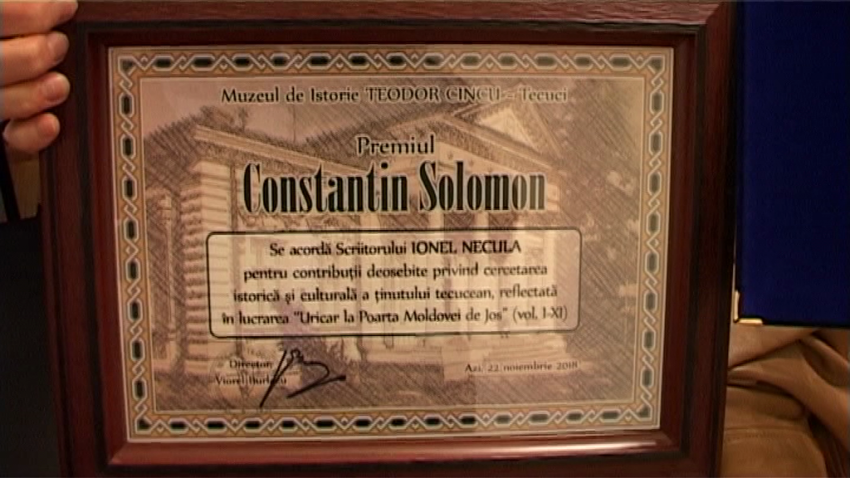 Muzeul de Istorie TEODOR CINCU - Tecuci
Premiul
Constantin Solomon
Se acordă Scriitorului IONEL NECULA
pentru contribuții deosebite privind cercetarea
istorică și culturală a ținutului tecucean, reflectată
în lucrarea "Uricar la Poarta Moldovei de Jos" (vol. I-XI)
Director,
Viorel Burlacu
Azi, 22 noiembrie 2018